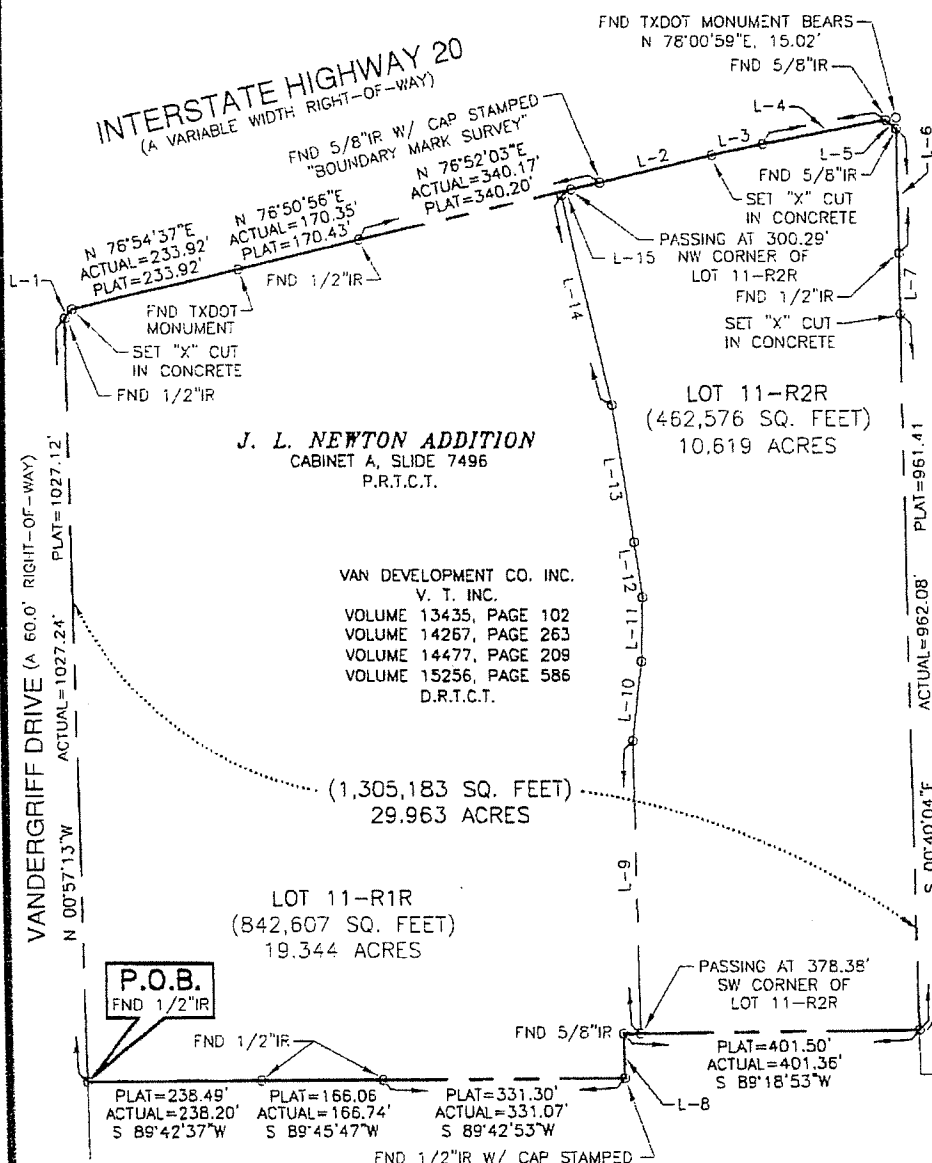 FND TXDOT MONUMENT BEARS
N 78°00'59"E, 15.02'
FND 5/8"IR
INTERSTATE HIGHWAY 20
(A VARIABLE WIDTH RIGHT-OF-WAY)
FND 5/8"IR W/ CAP STAMPED
"BOUNDARY MARK SURVEY"
L-4
L-3
L-2
L-5
L-6
FND 5/8"IR
N 76°52'03"E
ACTUAL=340.17'
PLAT=340.20'
N 76°50'56"E
ACTUAL=170.35'
PLAT=170.43'
N 76°54'37"E
ACTUAL=233.92'
PLAT=233.92'
SET "X" CUT
IN CONCRETE
PASSING AT 300.29'
NW CORNER OF
LOT 11-R2R
L-15
L-1
FND 1/2"IR
FND TXDOT
MONUMENT
FND 1/2"IR
L-7
L-14
SET "X" CUT
IN CONCRETE
SET "X" CUT
IN CONCRETE
FND 1/2"IR
LOT 11-R2R
(462,576 SQ. FEET)
10.619 ACRES
J. L. NEWTON ADDITION
CABINET A, SLIDE 7496
P.R.T.C.T.
L-13
VANDERGRIFF DRIVE (A 60.0' RIGHT-OF-WAY)
N 00°57'13"W ACTUAL=1027.24' PLAT=1027.12'
S 00°40'04"E ACTUAL=962.08' PLAT=961.41
VAN DEVELOPMENT CO. INC.
V. T. INC.
VOLUME 13435, PAGE 102
VOLUME 14267, PAGE 263
VOLUME 14477, PAGE 209
VOLUME 15256, PAGE 586
D.R.T.C.T.
L-12
L-11
L-10
(1,305,183 SQ. FEET)
29.963 ACRES
L-9
LOT 11-R1R
(842,607 SQ. FEET)
19.344 ACRES
P.O.B.
FND 1/2"IR
PASSING AT 378.38'
SW CORNER OF
LOT 11-R2R
FND 1/2"IR
FND 5/8"IR
PLAT=401.50'
ACTUAL=401.36'
S 89°18'53"W
PLAT=238.49'
ACTUAL=238.20'
S 89°42'37"W
PLAT=166.06
ACTUAL=166.74'
S 89°45'47"W
PLAT=331.30'
ACTUAL=331.07'
S 89°42'53"W
L-8
FND 1/2"IR W/ CAP STAMPED